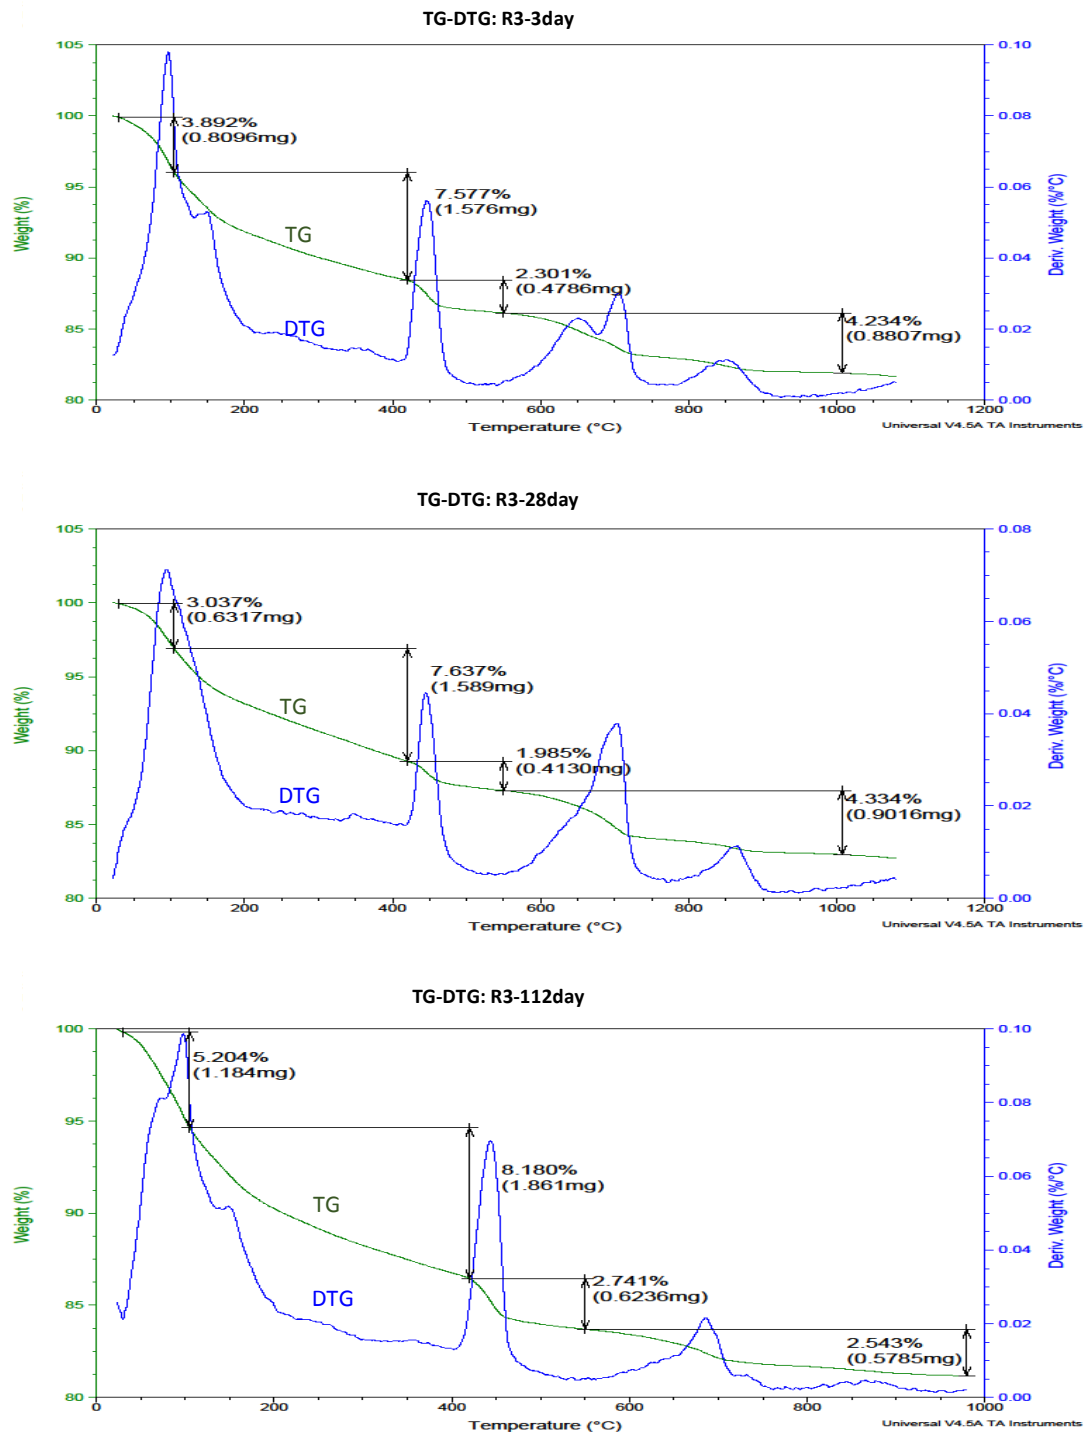 TG-DTG: R3-3day
105
100
95
90
85
80
Weight (%)
3.892%
(0.8096mg)
7.577%
(1.576mg)
2.301%
(0.4786mg)
4.234%
(0.8807mg)
TG
DTG
0.10
0.08
0.06
0.04
0.02
0.00
Deriv. Weight (%/°C)
0 200 400 600 800 1000 1200
Temperature (°C)
Universal V4.5A TA Instruments
TG-DTG: R3-28day
105
100
95
90
85
80
Weight (%)
3.037%
(0.6317mg)
7.637%
(1.589mg)
1.985%
(0.4130mg)
4.334%
(0.9016mg)
TG
DTG
0.08
0.06
0.04
0.02
0.00
Deriv. Weight (%/°C)
0 200 400 600 800 1000 1200
Temperature (°C)
Universal V4.5A TA Instruments
TG-DTG: R3-112day
100
95
90
85
80
Weight (%)
5.204%
(1.184mg)
8.180%
(1.861mg)
2.741%
(0.6236mg)
2.543%
(0.5785mg)
TG
DTG
0.10
0.08
0.06
0.04
0.02
0.00
Deriv. Weight (%/°C)
0 200 400 600 800 1000
Temperature (°C)
Universal V4.5A TA Instruments